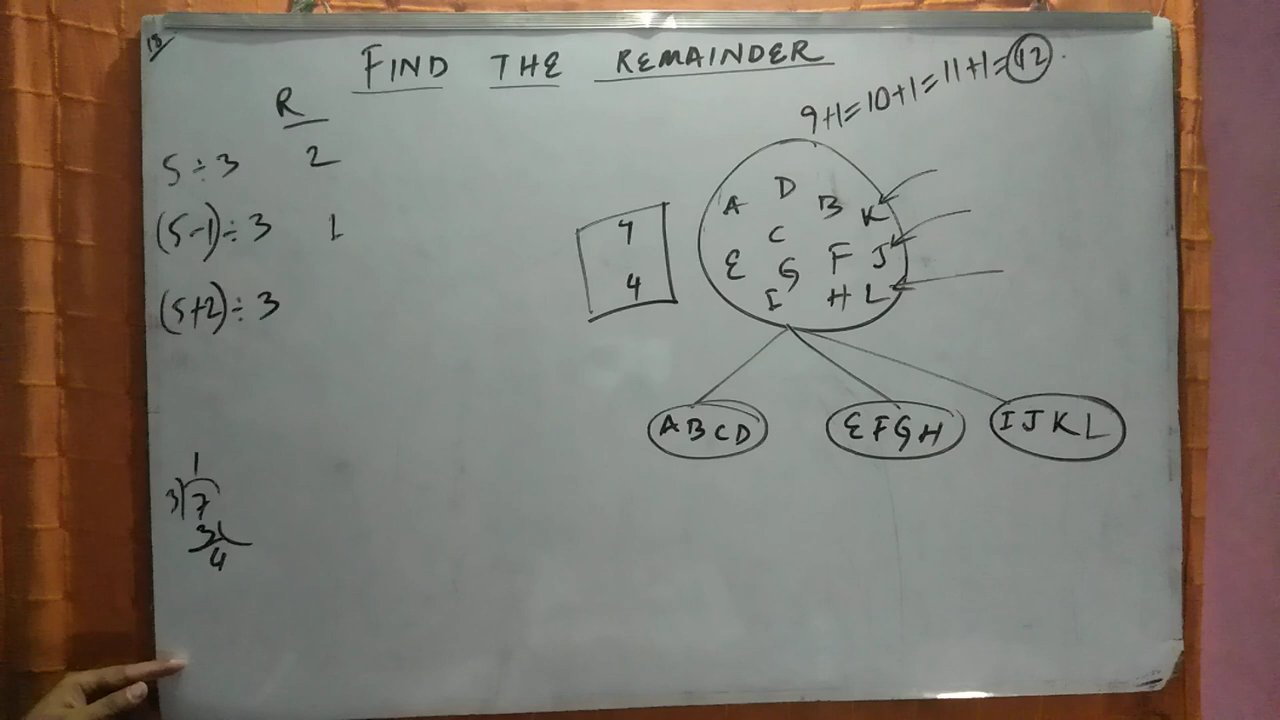 13
FIND THE REMAINDER
9+1=10+1=11+1=12
R
5÷3 2
(5-1)÷3 1
(5+2)÷3
4
4
A D B K
C
E G F J
I H L
ABCD EFGH IJKL
1
3)7
3
4